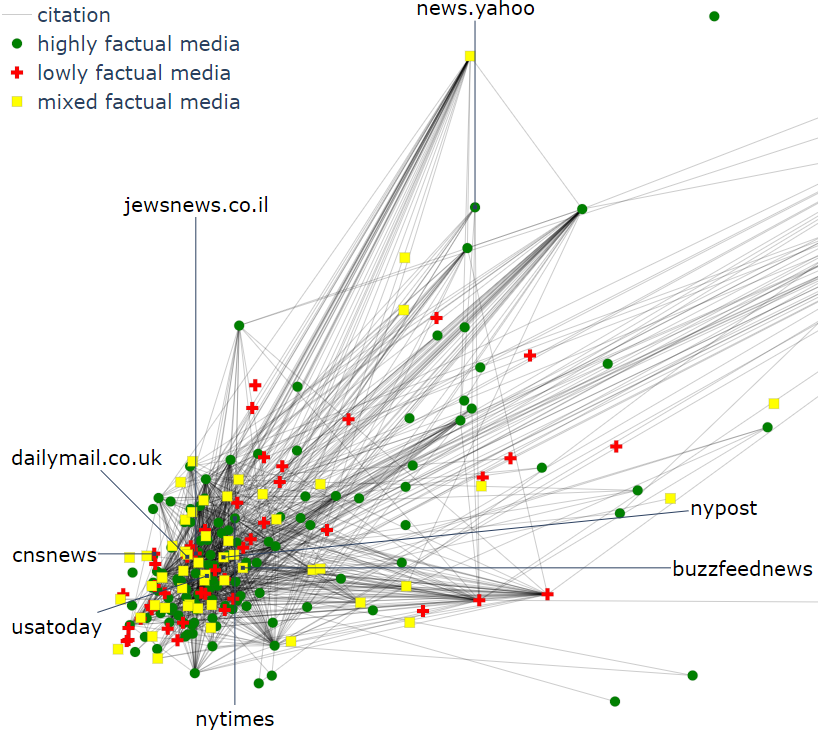 news.yahoo
citation
highly factual media
lowly factual media
mixed factual media
jewsnews.co.il
dailymail.co.uk
nypost
cnsnews
buzzfeednews
usatoday
nytimes